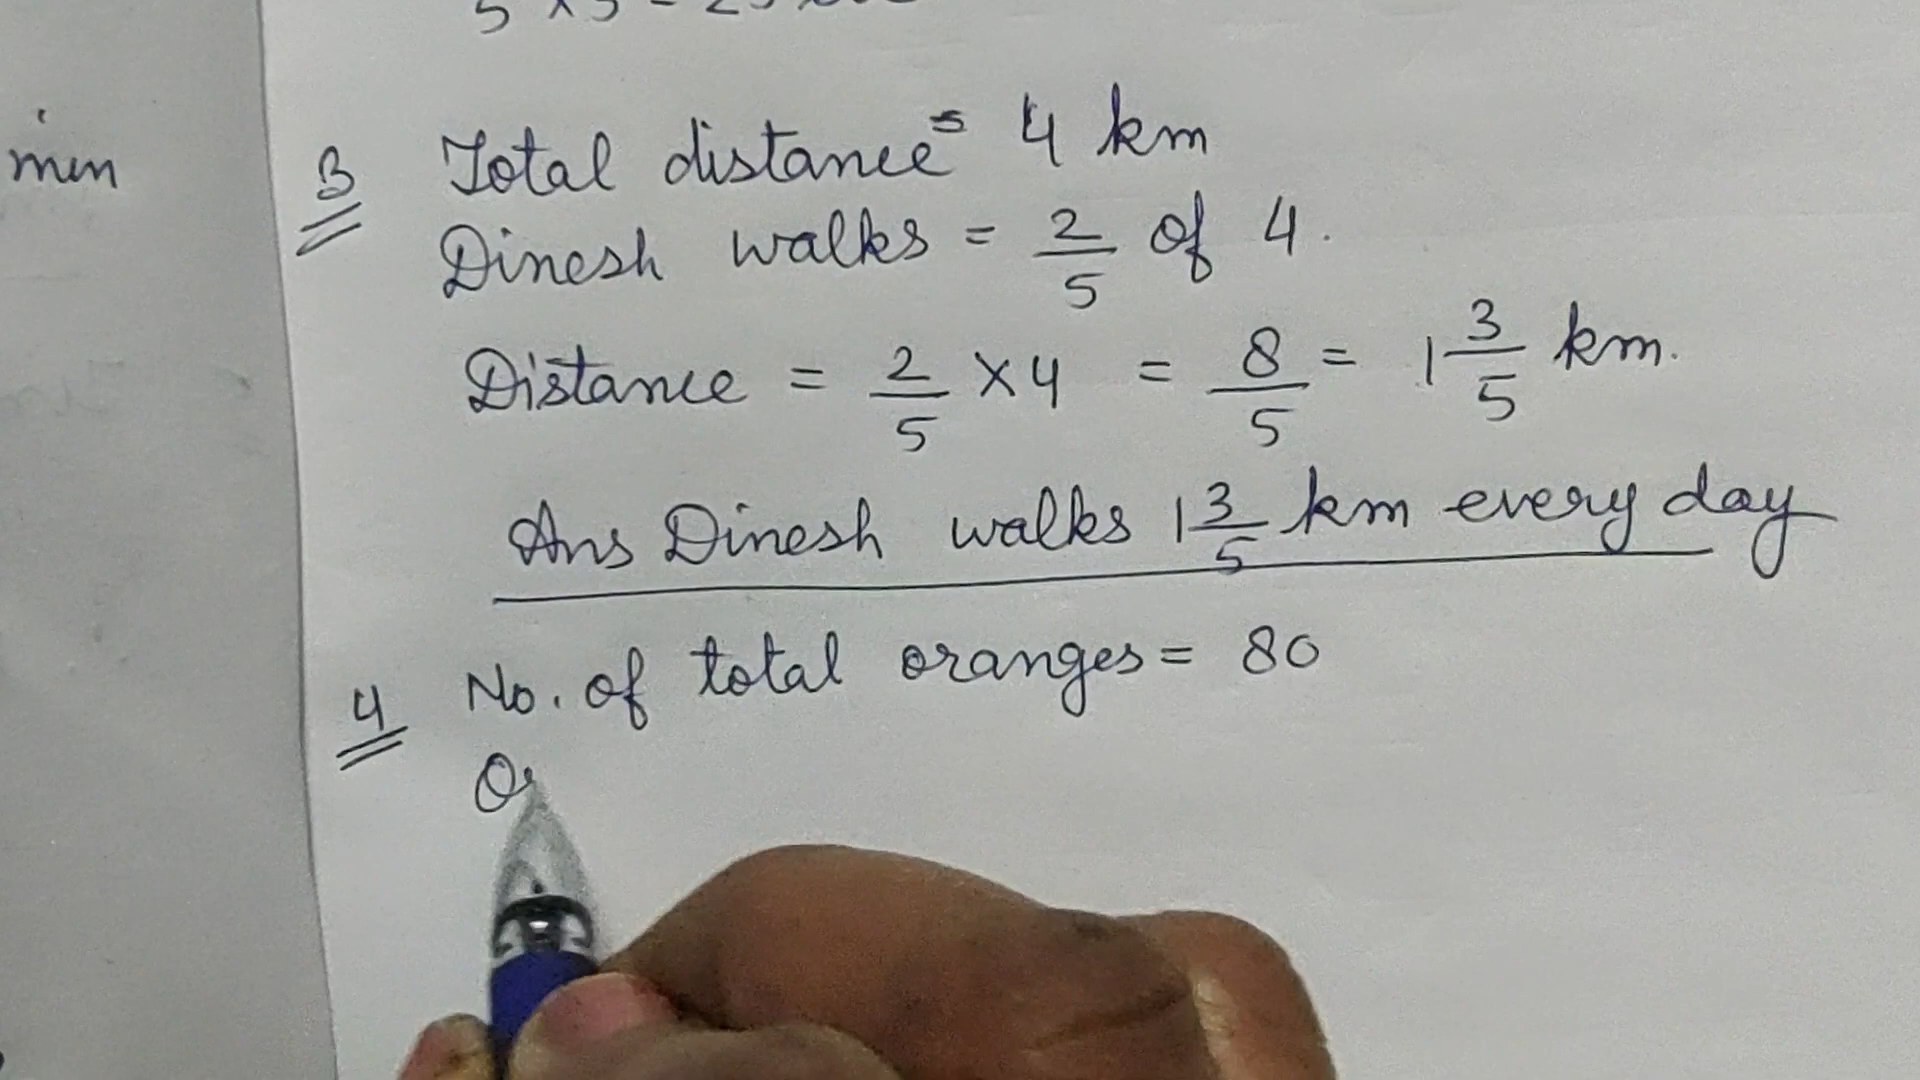 min
3 Total distance = 4 km
Dinesh walks = 2/5 of 4.
Distance = 2/5 × 4 = 8/5 = 1 3/5 km.
Ans Dinesh walks 1 3/5 km every day
4 No. of total oranges = 80
Or